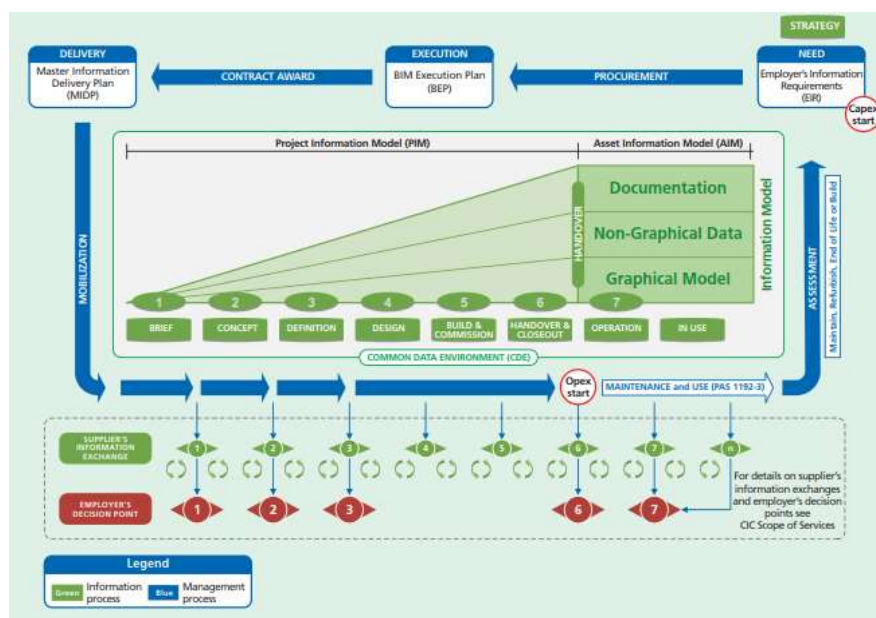 STRATEGY
DELIVERY
Master Information
Delivery Plan
(MIDP)
CONTRACT AWARD
EXECUTION
BIM Execution Plan
(BEP)
PROCUREMENT
NEED
Employer's Information
Requirements
(EIR)
Capex
start
Project Information Model (PIM)
Asset Information Model (AIM)
Documentation
Non-Graphical Data
Graphical Model
HANDOVER
Information Model
MOBILIZATION
ASSESSMENT
Maintain, Refurbish, End of Life or Build
1 2 3 4 5 6 7
BRIEF
CONCEPT
DEFINITION
DESIGN
BUILD &
COMMISSION
HANDOVER &
CLOSEOUT
OPERATION
IN USE
COMMON DATA ENVIRONMENT (CDE)
Opex
start
MAINTENANCE and USE (PAS 1192-3)
SUPPLIER'S
INFORMATION
EXCHANGE
1 2 3 4 5 6 7 n
EMPLOYER'S
DECISION POINT
1 2 3 6 7
For details on supplier's
information exchanges
and employer's decision
points see
CIC Scope of Services
Legend
Green Information
process
Blue Management
process